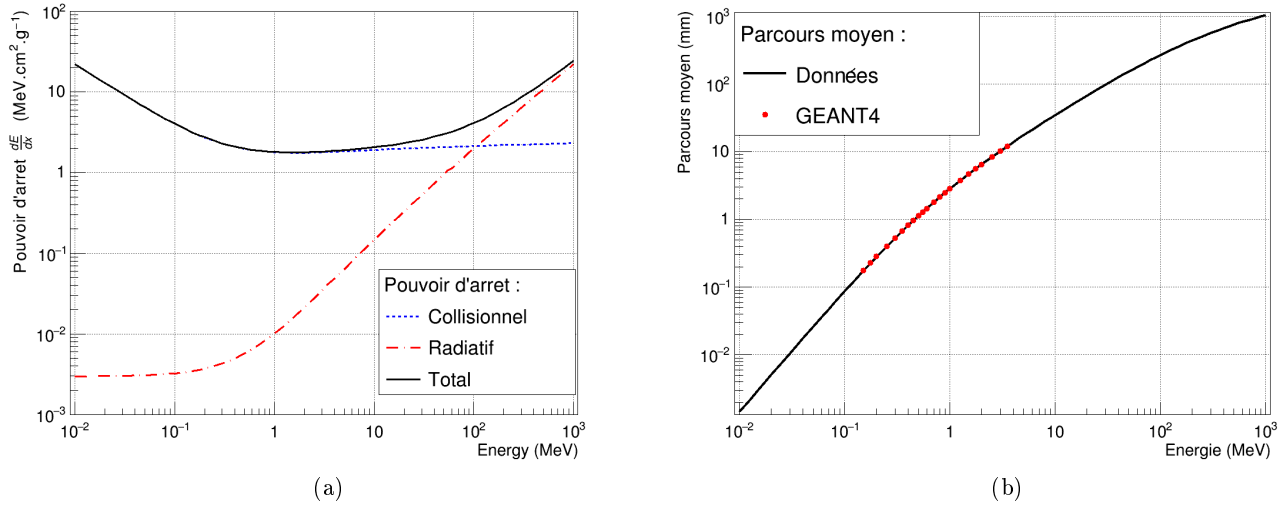 Pouvoir d'arret dE/dx (MeV.cm².g⁻¹)
10²
10
1
10⁻¹
10⁻²
10⁻³
Pouvoir d'arret :
Collisionnel
Radiatif
Total
10⁻² 10⁻¹ 1 10 10² 10³
Energy (MeV)
(a)
Parcours moyen (mm)
10³
10²
10
1
10⁻¹
10⁻²
Parcours moyen :
Données
GEANT4
10⁻² 10⁻¹ 1 10 10² 10³
Energie (MeV)
(b)